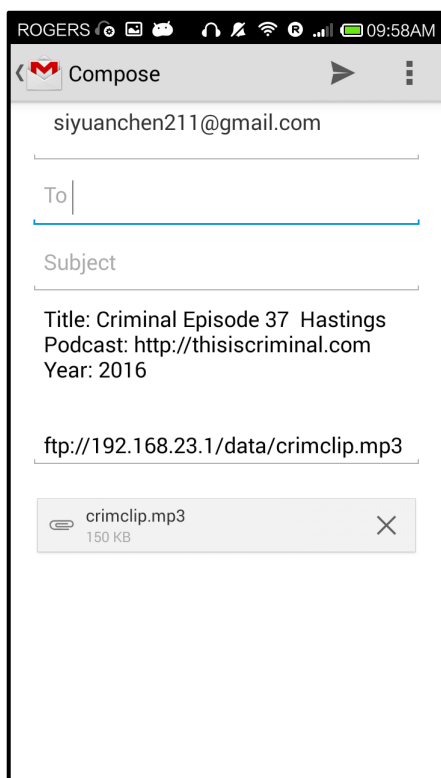 ROGERS R 09:58AM
Compose
siyuanchen211@gmail.com
To
Subject
Title: Criminal Episode 37  Hastings
Podcast: http://thisiscriminal.com
Year: 2016
ftp://192.168.23.1/data/crimclip.mp3
crimclip.mp3
150 KB